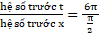 hệ số trước t / hệ số trước x = 6π / (π/2)